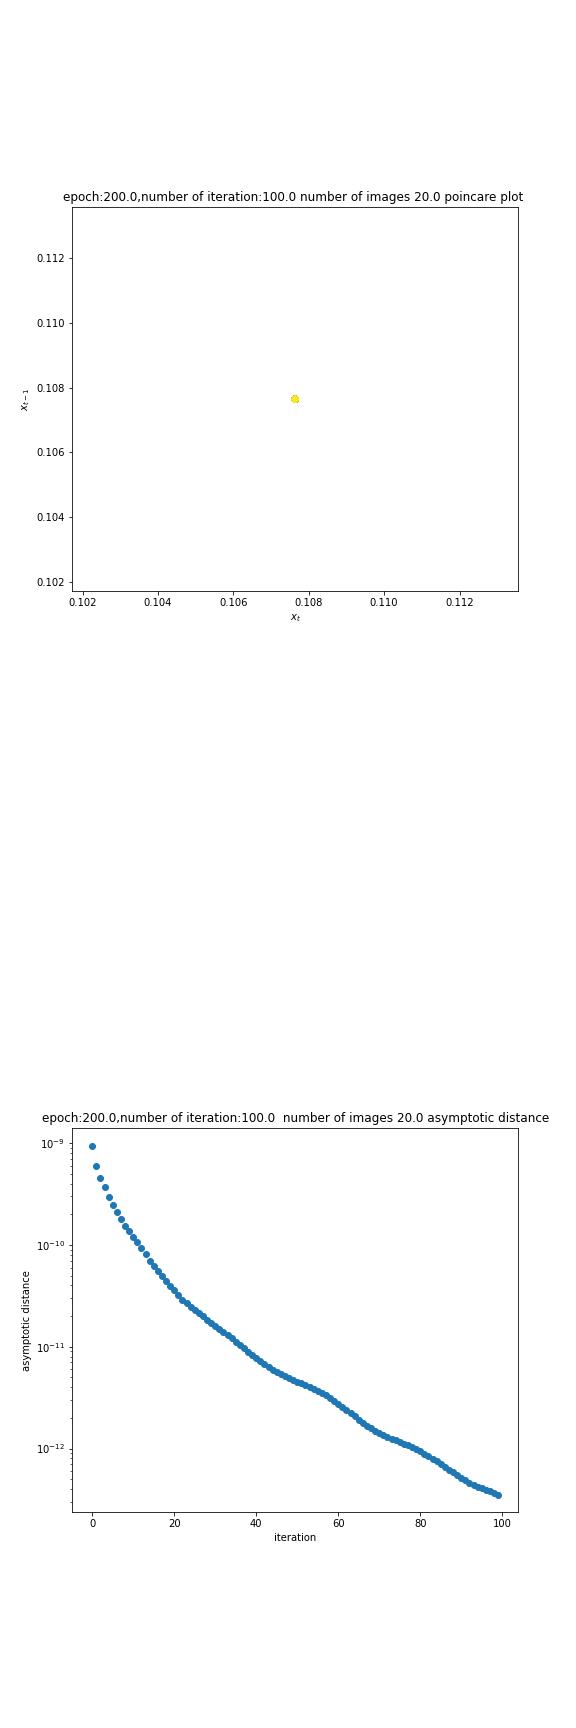 epoch:200.0,number of iteration:100.0 number of images 20.0 poincare plot
0.112
0.110
0.108
0.106
0.104
0.102
x_{t-1}
0.102 0.104 0.106 0.108 0.110 0.112
x_t
epoch:200.0,number of iteration:100.0  number of images 20.0 asymptotic distance
10^{-9}
10^{-10}
10^{-11}
10^{-12}
asymptotic distance
0 20 40 60 80 100
iteration